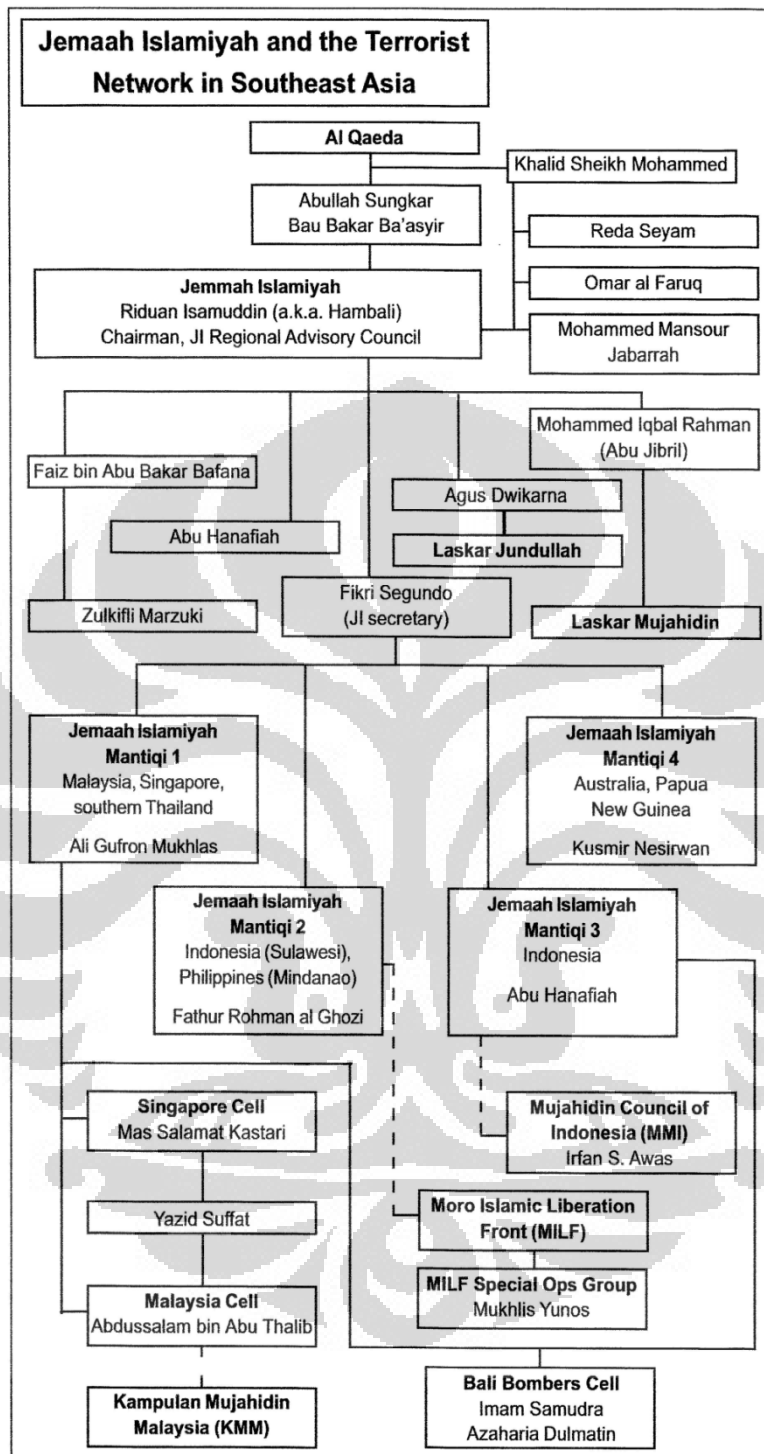 Jemaah Islamiyah and the Terrorist
Network in Southeast Asia
Al Qaeda
Khalid Sheikh Mohammed
Abullah Sungkar
Bau Bakar Ba'asyir
Reda Seyam
Omar al Faruq
Jemmah Islamiyah
Riduan Isamuddin (a.k.a. Hambali)
Chairman, JI Regional Advisory Council
Mohammed Mansour
Jabarrah
Mohammed Iqbal Rahman
(Abu Jibril)
Faiz bin Abu Bakar Bafana
Agus Dwikarna
Abu Hanafiah
Laskar Jundullah
Fikri Segundo
(JI secretary)
Zulkifli Marzuki
Laskar Mujahidin
Jemaah Islamiyah
Mantiqi 1
Malaysia, Singapore,
southern Thailand
Ali Gufron Mukhlas
Jemaah Islamiyah
Mantiqi 4
Australia, Papua
New Guinea
Kusmir Nesirwan
Jemaah Islamiyah
Mantiqi 2
Indonesia (Sulawesi),
Philippines (Mindanao)
Fathur Rohman al Ghozi
Jemaah Islamiyah
Mantiqi 3
Indonesia
Abu Hanafiah
Singapore Cell
Mas Salamat Kastari
Mujahidin Council of
Indonesia (MMI)
Irfan S. Awas
Yazid Suffat
Moro Islamic Liberation
Front (MILF)
MILF Special Ops Group
Mukhlis Yunos
Malaysia Cell
Abdussalam bin Abu Thalib
Kampulan Mujahidin
Malaysia (KMM)
Bali Bombers Cell
Imam Samudra
Azaharia Dulmatin